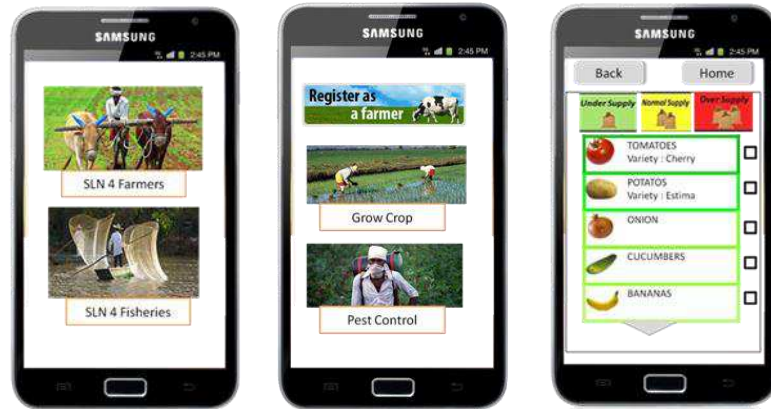 SAMSUNG
2:45 PM
SLN 4 Farmers
SLN 4 Fisheries
SAMSUNG
2:45 PM
Register as
a farmer
Grow Crop
Pest Control
SAMSUNG
2:45 PM
Back
Home
Under Supply
Normal Supply
Over Supply
TOMATOES
Variety : Cherry
POTATOS
Variety : Estima
ONION
CUCUMBERS
BANANAS